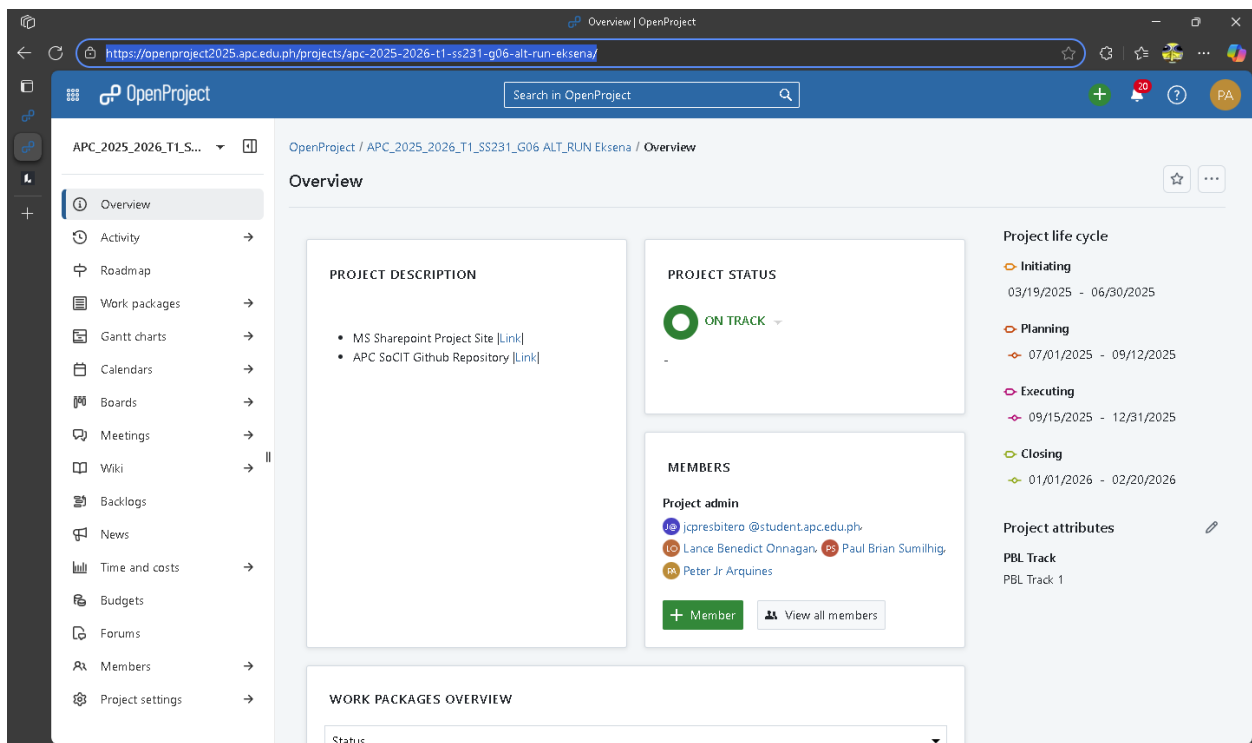 Overview | OpenProject
https://openproject2025.apc.edu.ph/projects/apc-2025-2026-t1-ss231-g06-alt-run-eksena/
OpenProject
Search in OpenProject
20
PA
APC_2025_2026_T1_S...
Overview
Activity
Roadmap
Work packages
Gantt charts
Calendars
Boards
Meetings
Wiki
Backlogs
News
Time and costs
Budgets
Forums
Members
Project settings
OpenProject / APC_2025_2026_T1_SS231_G06 ALT_RUN Eksena / Overview
Overview
PROJECT DESCRIPTION
• MS Sharepoint Project Site |Link|
• APC SoCIT Github Repository |Link|
PROJECT STATUS
ON TRACK
-
MEMBERS
Project admin
J@ jcpresbitero @student.apc.edu.ph,
LO Lance Benedict Onnagan, PS Paul Brian Sumilhig,
PA Peter Jr Arquines
+ Member
View all members
WORK PACKAGES OVERVIEW
Status
Project life cycle
Initiating
03/19/2025 - 06/30/2025
Planning
07/01/2025 - 09/12/2025
Executing
09/15/2025 - 12/31/2025
Closing
01/01/2026 - 02/20/2026
Project attributes
PBL Track
PBL Track 1